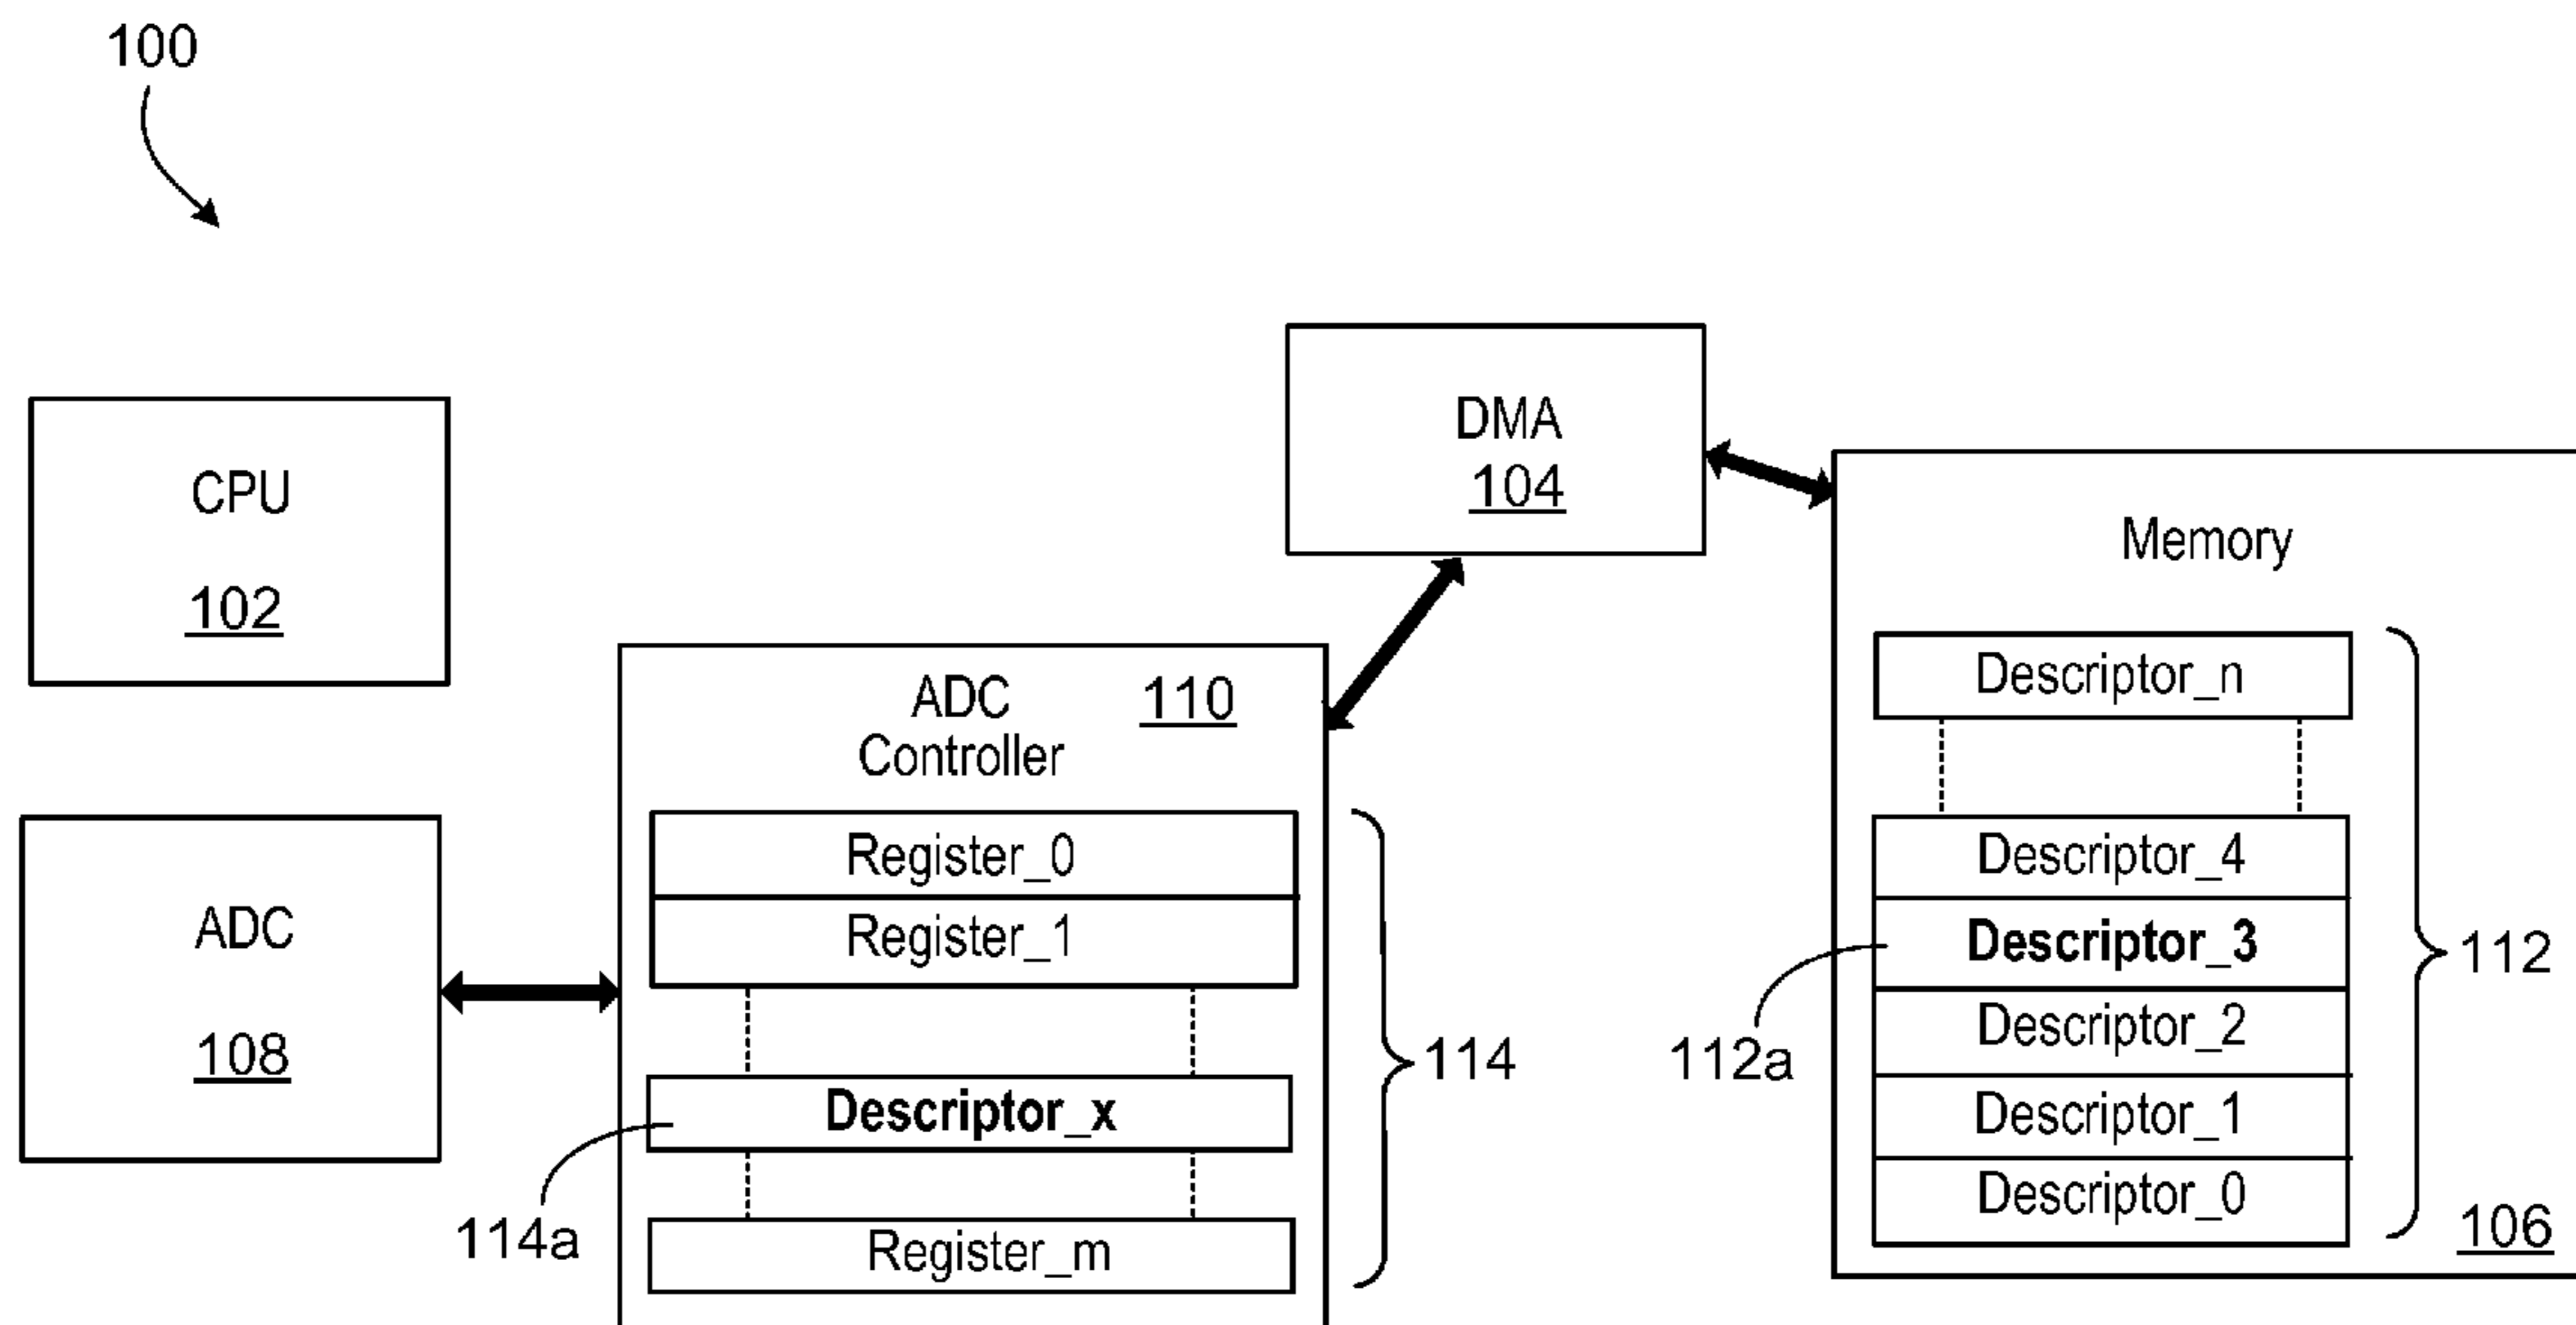 100
CPU
102
ADC
108
ADC
Controller
110
Register_0
Register_1
Descriptor_x
Register_m
114a
114
DMA
104
Memory
Descriptor_n
Descriptor_4
Descriptor_3
Descriptor_2
Descriptor_1
Descriptor_0
112a
112
106